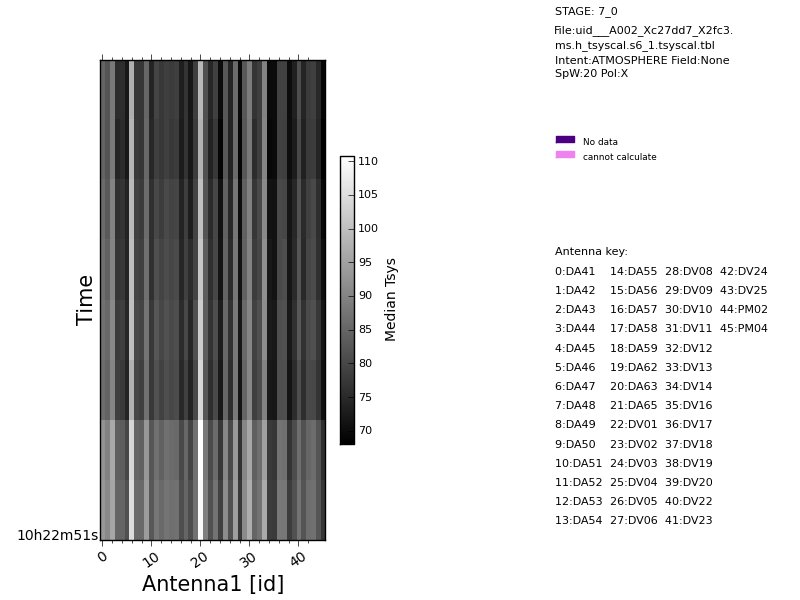 STAGE: 7_0
File:uid___A002_Xc27dd7_X2fc3.
ms.h_tsyscal.s6_1.tsyscal.tbl
Intent:ATMOSPHERE Field:None
SpW:20 Pol:X
No data
cannot calculate
110
105
100
95
90
85
80
75
70
Median Tsys
Time
10h22m51s
0 10 20 30 40
Antenna1 [id]
Antenna key:
0:DA41 14:DA55 28:DV08 42:DV24
1:DA42 15:DA56 29:DV09 43:DV25
2:DA43 16:DA57 30:DV10 44:PM02
3:DA44 17:DA58 31:DV11 45:PM04
4:DA45 18:DA59 32:DV12
5:DA46 19:DA62 33:DV13
6:DA47 20:DA63 34:DV14
7:DA48 21:DA65 35:DV16
8:DA49 22:DV01 36:DV17
9:DA50 23:DV02 37:DV18
10:DA51 24:DV03 38:DV19
11:DA52 25:DV04 39:DV20
12:DA53 26:DV05 40:DV22
13:DA54 27:DV06 41:DV23